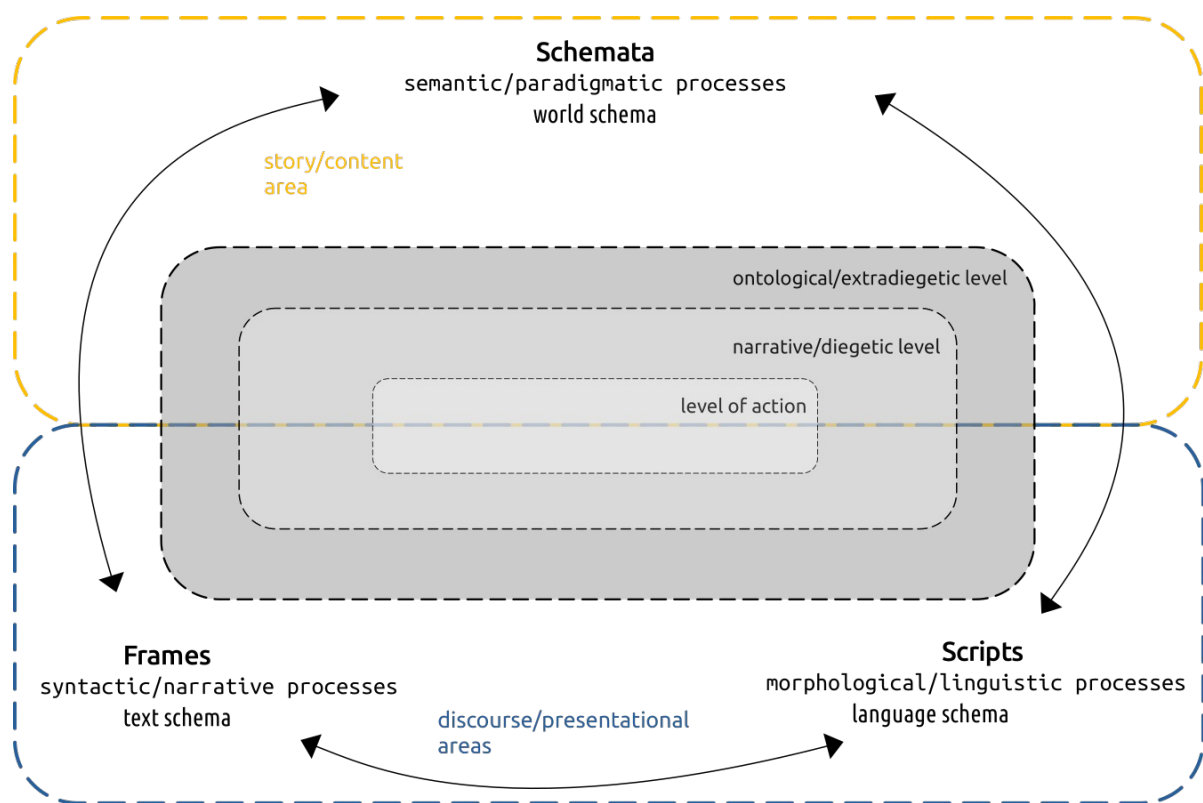 Schemata
semantic/paradigmatic processes
world schema
story/content
area
ontological/extradiegetic level
narrative/diegetic level
level of action
Frames
syntactic/narrative processes
text schema
Scripts
morphological/linguistic processes
language schema
discourse/presentational
areas